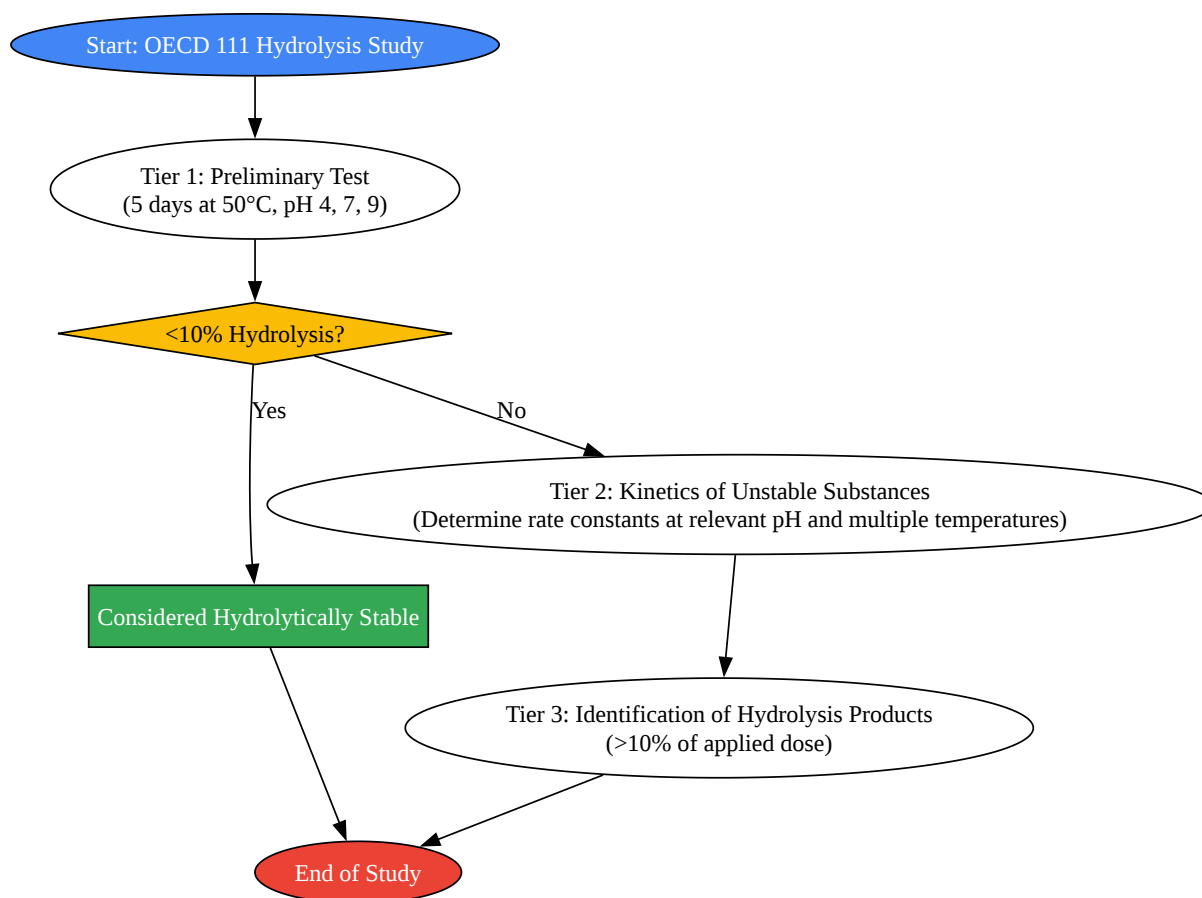 Start: OECD 111 Hydrolysis Study
Tier 1: Preliminary Test
(5 days at 50°C, pH 4, 7, 9)
<10% Hydrolysis?
Yes
No
Tier 2: Kinetics of Unstable Substances
(Determine rate constants at relevant pH and multiple temperatures)
Considered Hydrolytically Stable
Tier 3: Identification of Hydrolysis Products
(>10% of applied dose)
End of Study